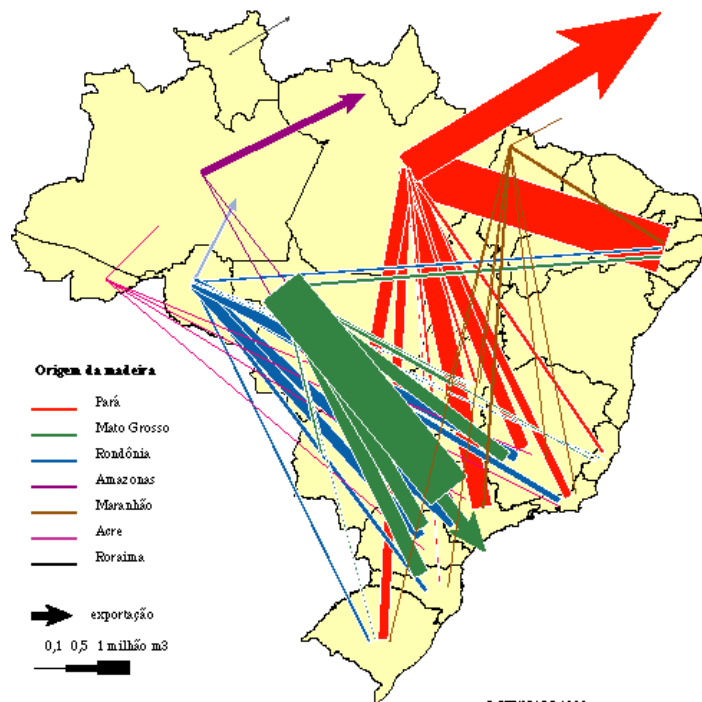 Origem da madeira
Pará
Mato Grosso
Rondônia
Amazonas
Maranhão
Acre
Roraima
exportação
0,1 0,5 1 milhão m3